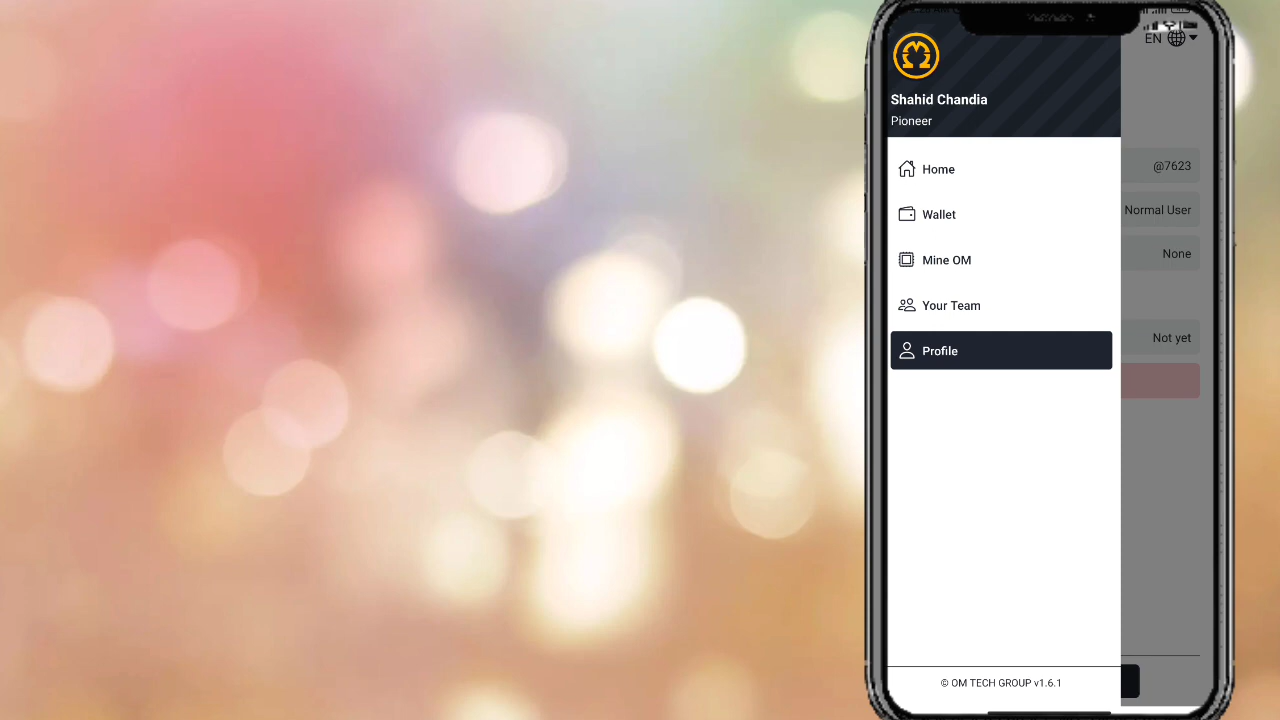 EN
Shahid Chandia
Pioneer
Home
@7623
Wallet
Normal User
Mine OM
None
Your Team
Not yet
Profile
© OM TECH GROUP v1.6.1